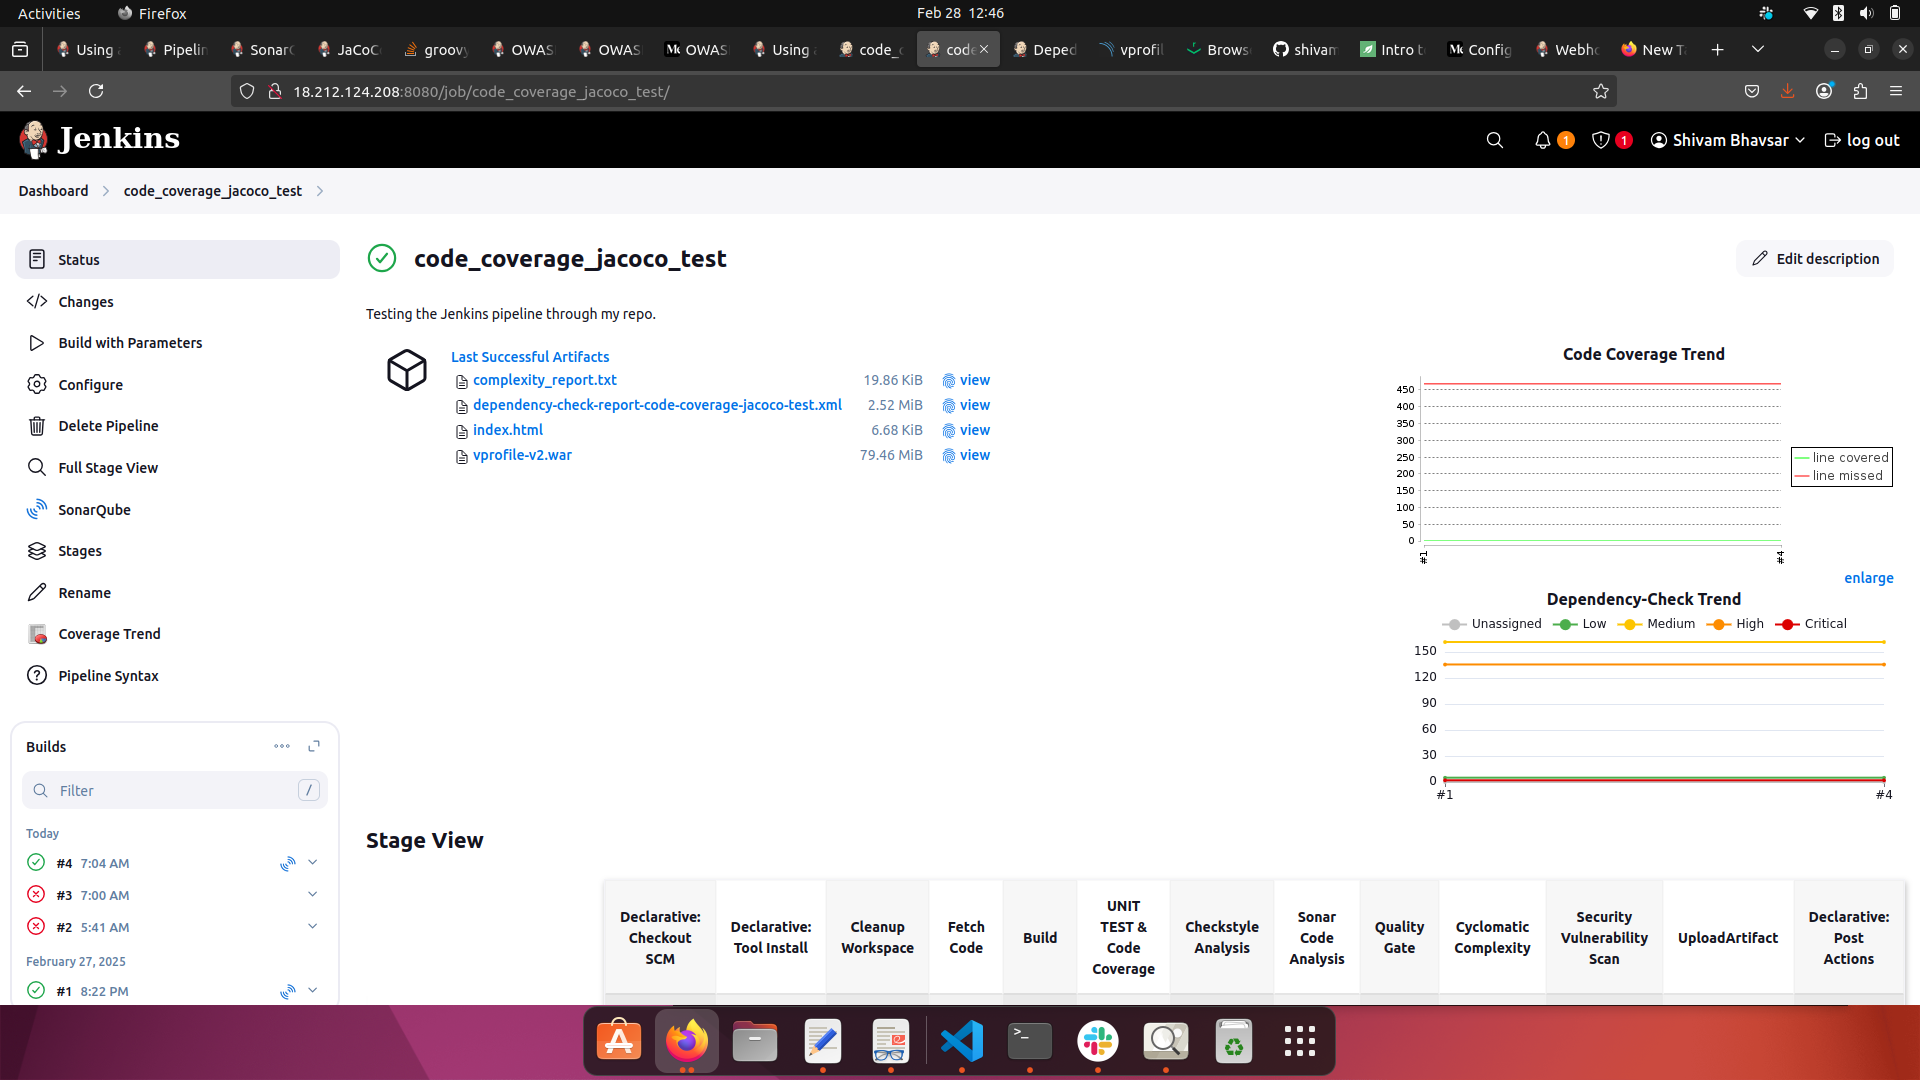 Activities
Firefox
Feb 28 12:46
Using
Pipelin
Sonar
JaCoC
groovy
OWAS
OWAS
OWAS
Using
code_c
code
Deped
vprofil
Brows
shivam
Intro t
Config
Webho
New T
18.212.124.208:8080/job/code_coverage_jacoco_test/
Jenkins
1
1
Shivam Bhavsar
log out
Dashboard
code_coverage_jacoco_test
Status
Changes
Build with Parameters
Configure
Delete Pipeline
Full Stage View
SonarQube
Stages
Rename
Coverage Trend
Pipeline Syntax
Builds
Filter
/
Today
#4 7:04 AM
#3 7:00 AM
#2 5:41 AM
February 27, 2025
#1 8:22 PM
code_coverage_jacoco_test
Edit description
Testing the Jenkins pipeline through my repo.
Last Successful Artifacts
complexity_report.txt 19.86 KiB view
dependency-check-report-code-coverage-jacoco-test.xml 2.52 MiB view
index.html 6.68 KiB view
vprofile-v2.war 79.46 MiB view
Code Coverage Trend
450
400
350
300
250
200
150
100
50
0
#1
#4
line covered
line missed
enlarge
Dependency-Check Trend
Unassigned Low Medium High Critical
150
120
90
60
30
0
#1
#4
Stage View
Declarative:
Checkout
SCM
Declarative:
Tool Install
Cleanup
Workspace
Fetch
Code
Build
UNIT
TEST &
Code
Coverage
Checkstyle
Analysis
Sonar
Code
Analysis
Quality
Gate
Cyclomatic
Complexity
Security
Vulnerability
Scan
UploadArtifact
Declarative:
Post
Actions